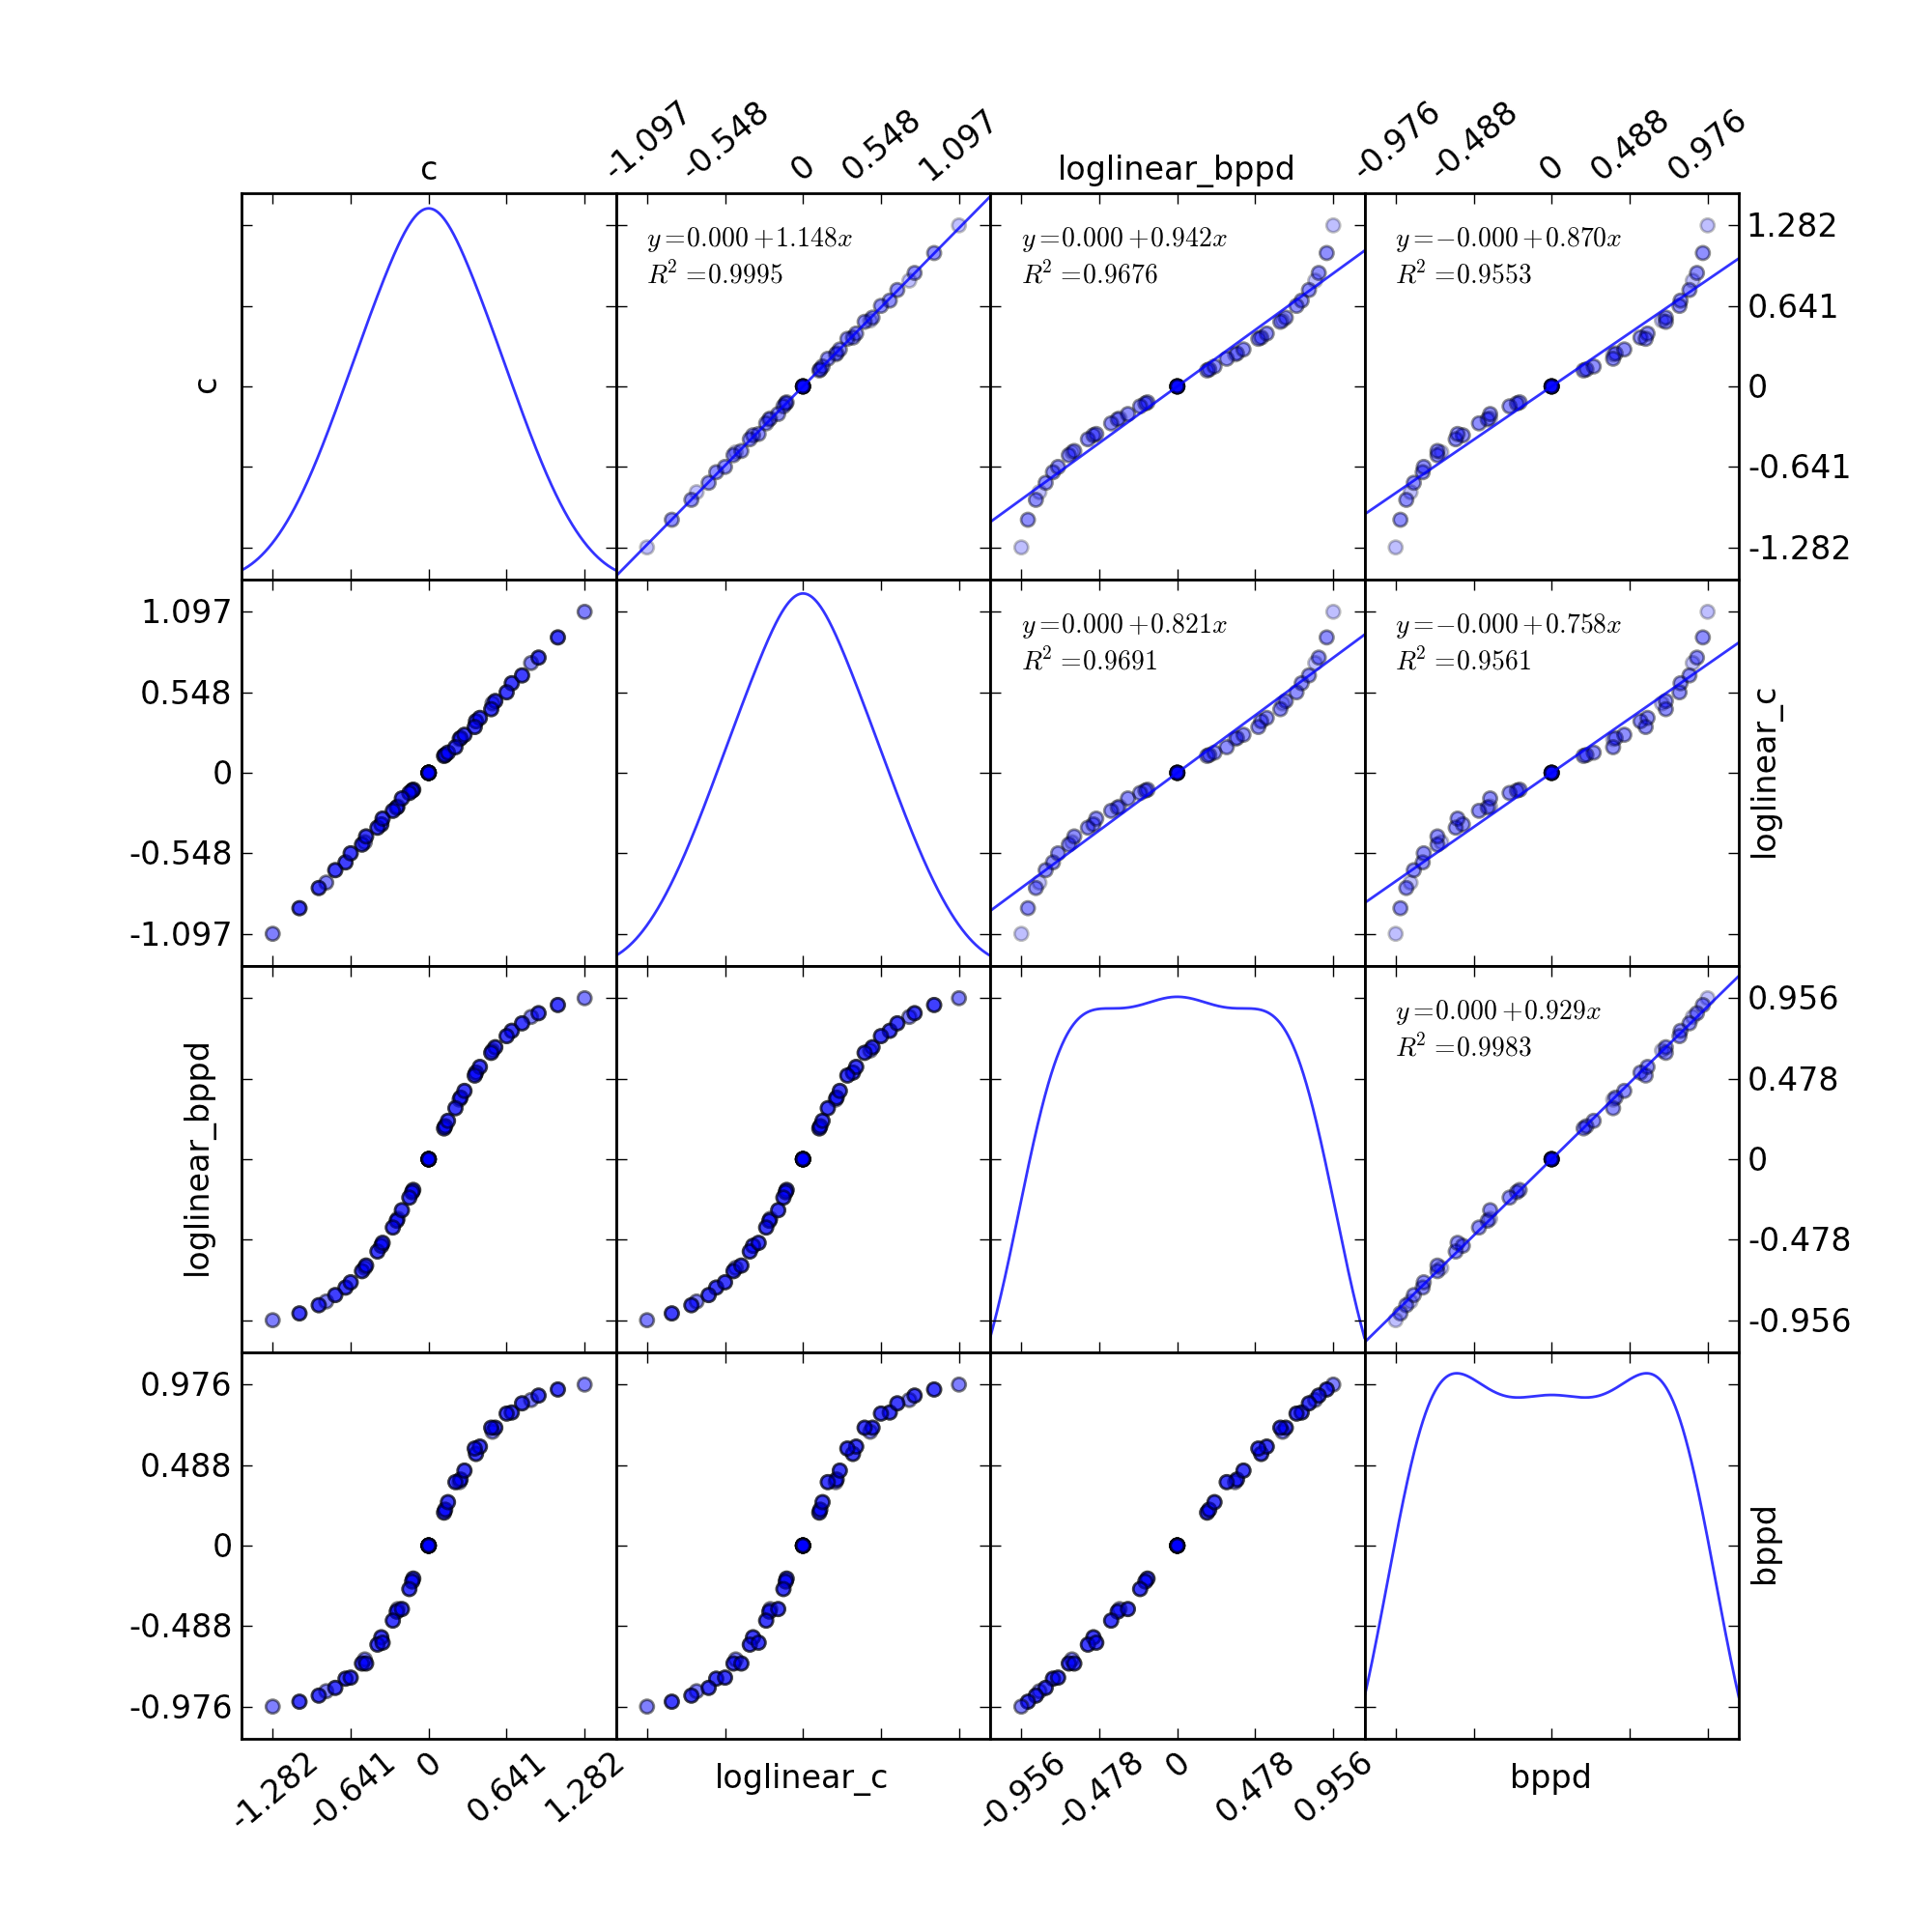 -1.097 -0.548 0 0.548 1.097 -0.976 -0.488 0 0.488 0.976
c loglinear_bppd
c
y=0.000+1.148x
R² =0.9995
y=0.000+0.942x
R² =0.9676
y=−0.000+0.870x
R² =0.9553
1.282
0.641
0
-0.641
-1.282
1.097
0.548
0
-0.548
-1.097
y=0.000+0.821x
R² =0.9691
y=−0.000+0.758x
R² =0.9561
loglinear_c
loglinear_bppd
y=0.000+0.929x
R² =0.9983
0.956
0.478
0
-0.478
-0.956
0.976
0.488
0
-0.488
-0.976
bppd
-1.282 -0.641 0 0.641 1.282 -0.956 -0.478 0 0.478 0.956
loglinear_c bppd